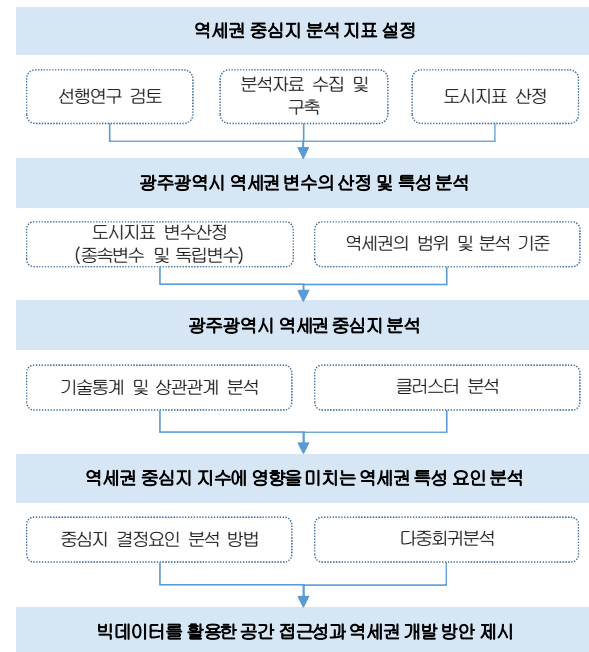 역세권 중심지 분석 지표 설정
선행연구 검토
분석자료 수집 및
구축
도시지표 산정
광주광역시 역세권 변수의 산정 및 특성 분석
도시지표 변수산정
(종속변수 및 독립변수)
역세권의 범위 및 분석 기준
광주광역시 역세권 중심지 분석
기술통계 및 상관관계 분석
클러스터 분석
역세권 중심지 지수에 영향을 미치는 역세권 특성 요인 분석
중심지 결정요인 분석 방법
다중회귀분석
빅데이터를 활용한 공간 접근성과 역세권 개발 방안 제시